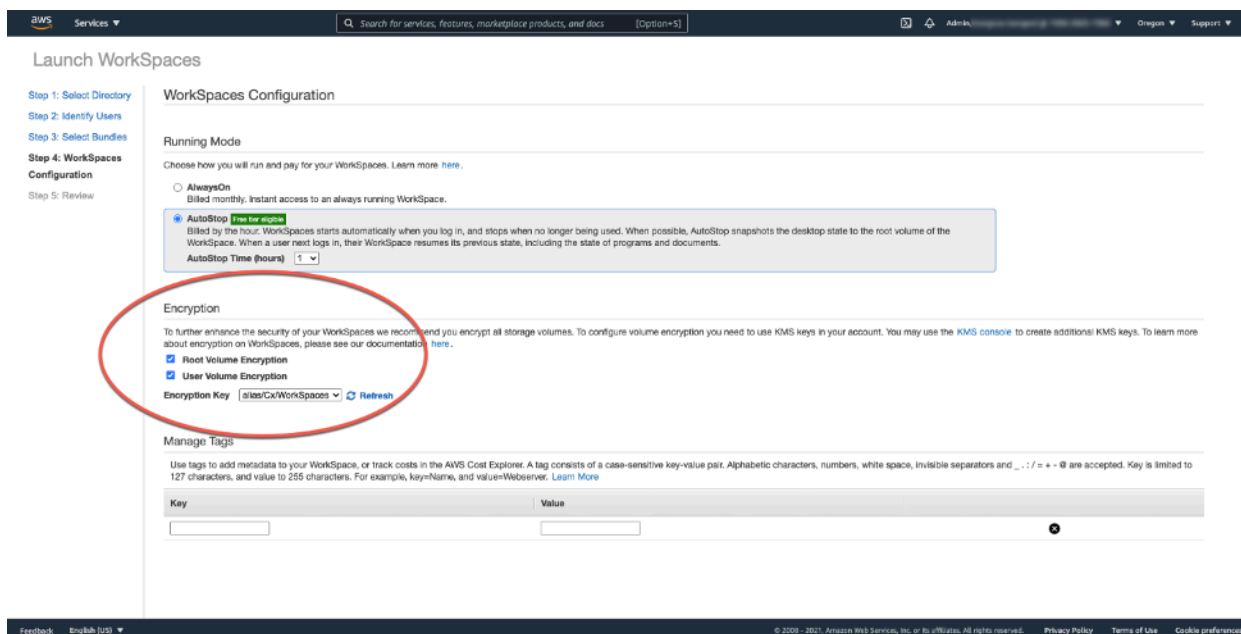 aws Services ▼ Search for services, features, marketplace products, and docs [Option+S] Admin Oregon ▼ Support ▼
Launch WorkSpaces
Step 1: Select Directory
Step 2: Identify Users
Step 3: Select Bundles
Step 4: WorkSpaces
Configuration
Step 5: Review
WorkSpaces Configuration
Running Mode
Choose how you will run and pay for your WorkSpaces. Learn more here.
AlwaysOn
Billed monthly. Instant access to an always running WorkSpace.
AutoStop Free tier eligible
Billed by the hour. WorkSpaces starts automatically when you log in, and stops when no longer being used. When possible, AutoStop snapshots the desktop state to the root volume of the
WorkSpace. When a user next logs in, their WorkSpace resumes its previous state, including the state of programs and documents.
AutoStop Time (hours) 1
Encryption
To further enhance the security of your WorkSpaces we recommend you encrypt all storage volumes. To configure volume encryption you need to use KMS keys in your account. You may use the KMS console to create additional KMS keys. To learn more
about encryption on WorkSpaces, please see our documentation here.
Root Volume Encryption
User Volume Encryption
Encryption Key alias/Cx/WorkSpaces Refresh
Manage Tags
Use tags to add metadata to your WorkSpace, or track costs in the AWS Cost Explorer. A tag consists of a case-sensitive key-value pair. Alphabetic characters, numbers, white space, invisible separators and _ . : / = + - @ are accepted. Key is limited to
127 characters, and value to 255 characters. For example, key=Name, and value=Webserver. Learn More
Key Value
Feedback English (US) ▼ © 2008 - 2021, Amazon Web Services, Inc. or its affiliates. All rights reserved. Privacy Policy Terms of Use Cookie preferences